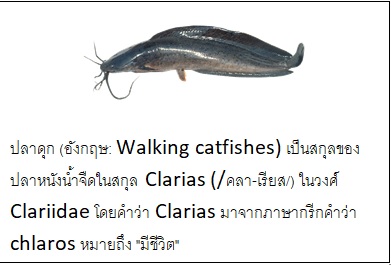 ปลาดุก (อังกฤษ: Walking catfishes) เป็นสกุลของ
ปลาหนังน้ำจืดในสกุล Clarias (/คลา-เรียส/) ในวงศ์
Clariidae โดยคำว่า Clarias มาจากภาษากรีกคำว่า
chlaros หมายถึง "มีชีวิต"